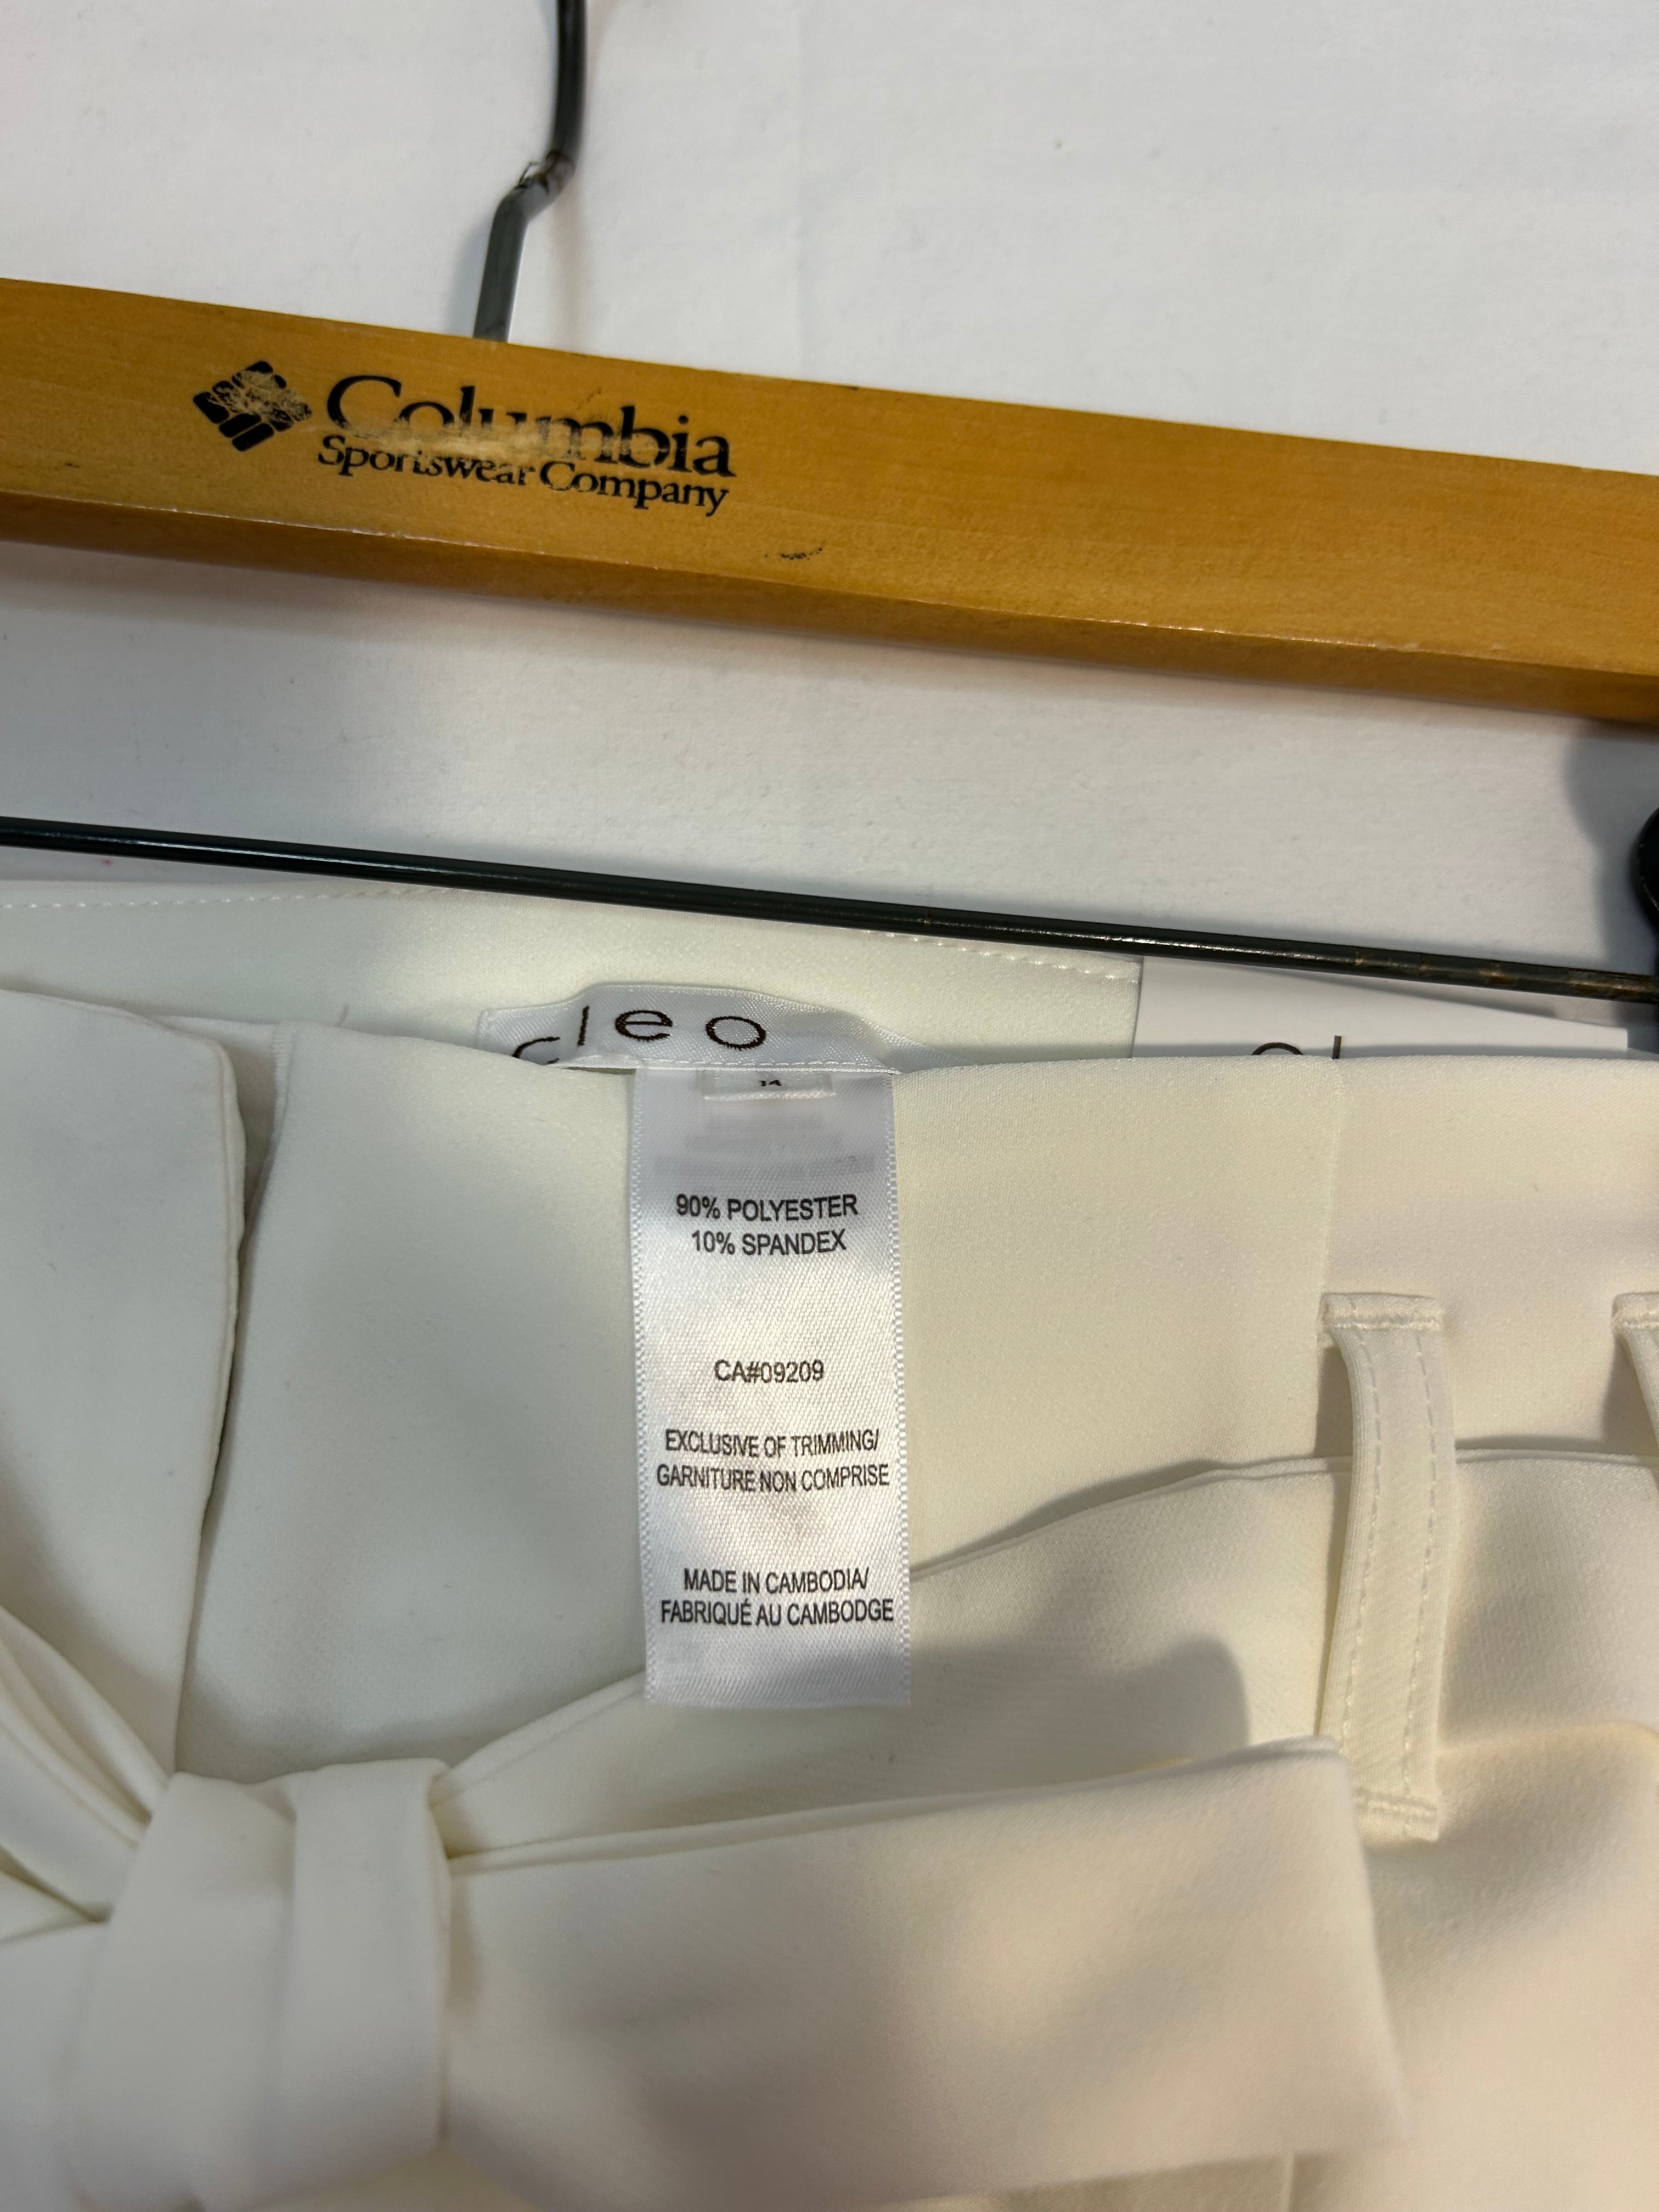 Columbia
Sportswear Company
cleo
14
90% POLYESTER
10% SPANDEX
CA#09209
EXCLUSIVE OF TRIMMING/
GARNITURE NON COMPRISE
MADE IN CAMBODIA/
FABRIQUÉ AU CAMBODGE